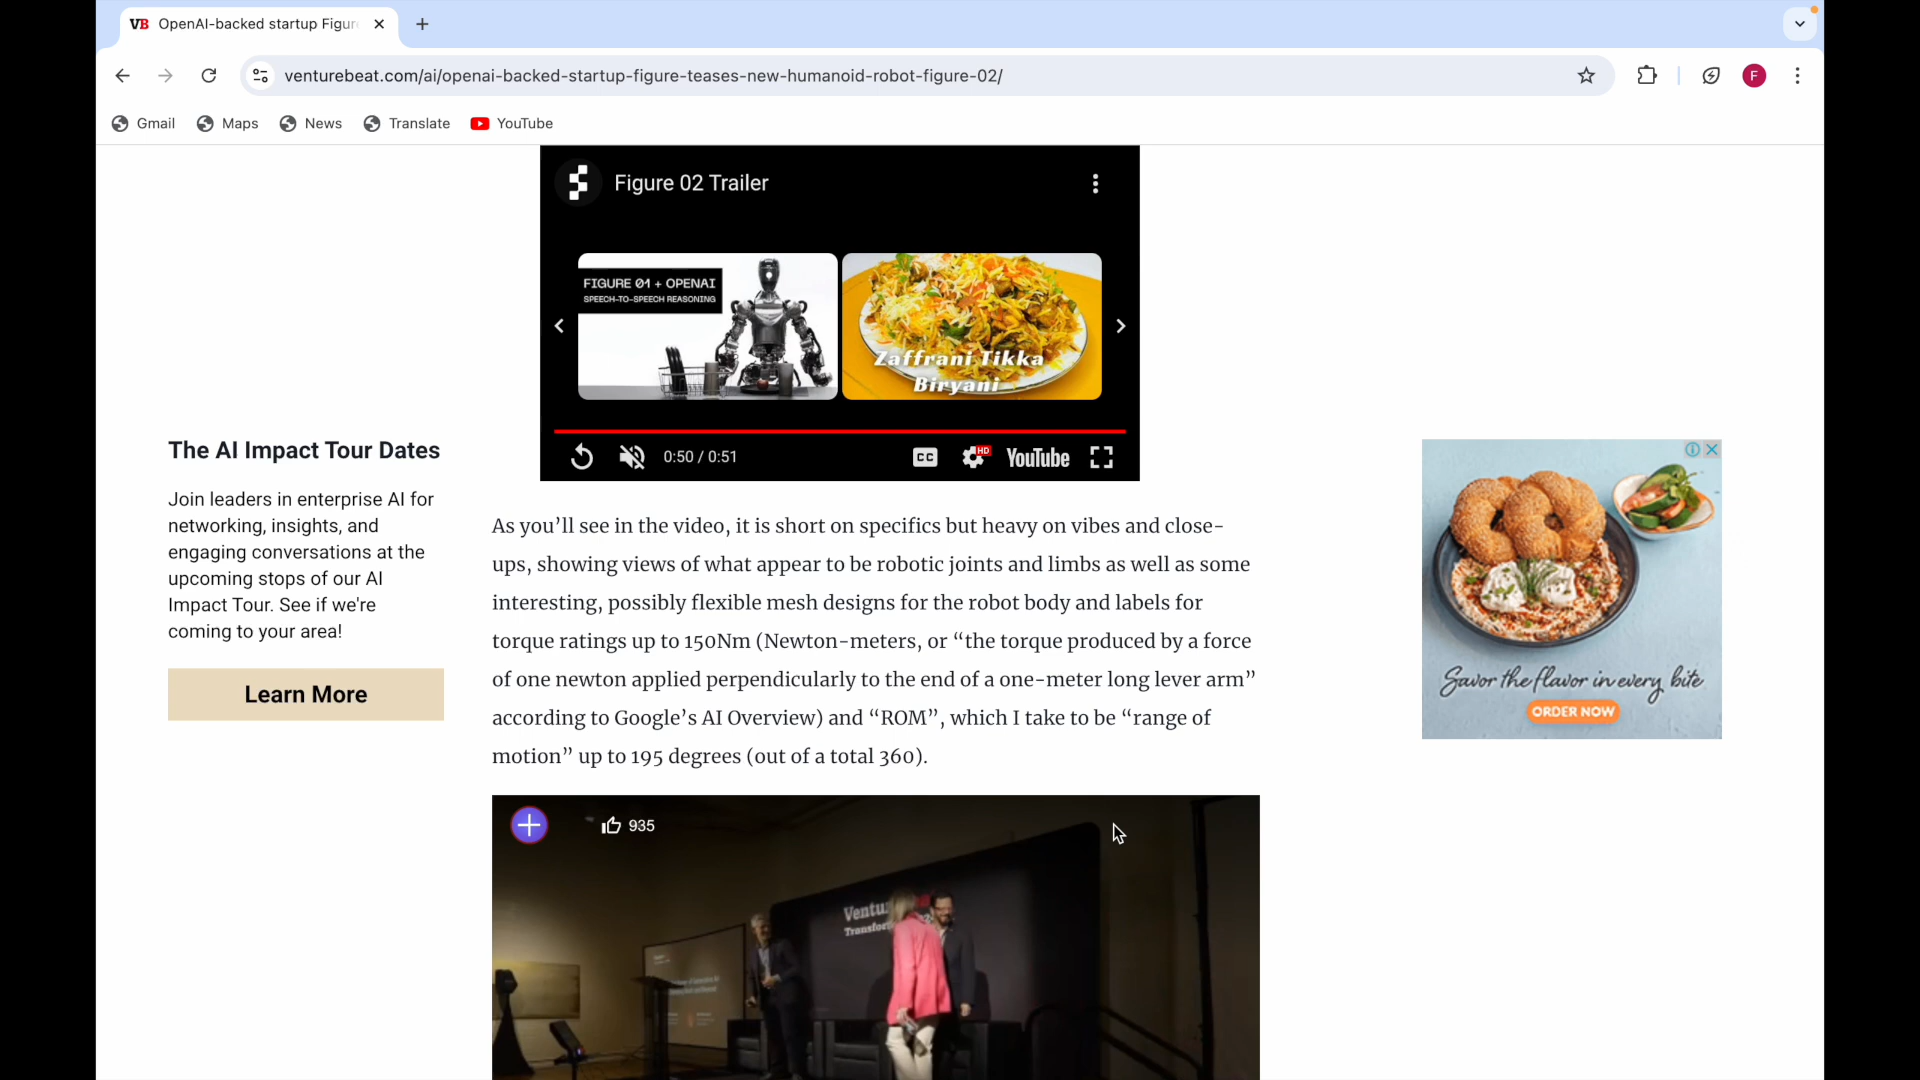 VB OpenAI-backed startup Figur
venturebeat.com/ai/openai-backed-startup-figure-teases-new-humanoid-robot-figure-02/
F
Gmail
Maps
News
Translate
YouTube
Figure 02 Trailer
FIGURE 01 + OPENAI
SPEECH-TO-SPEECH REASONING
Zaffrani Tikka
Biryani
0:50 / 0:51
CC
HD
YouTube
The AI Impact Tour Dates
Join leaders in enterprise AI for
networking, insights, and
engaging conversations at the
upcoming stops of our AI
Impact Tour. See if we're
coming to your area!
Learn More
As you’ll see in the video, it is short on specifics but heavy on vibes and close-
ups, showing views of what appear to be robotic joints and limbs as well as some
interesting, possibly flexible mesh designs for the robot body and labels for
torque ratings up to 150Nm (Newton-meters, or “the torque produced by a force
of one newton applied perpendicularly to the end of a one-meter long lever arm”
according to Google’s AI Overview) and “ROM”, which I take to be “range of
motion” up to 195 degrees (out of a total 360).
Savor the flavor in every bite
ORDER NOW
935
Ventu
Transfor